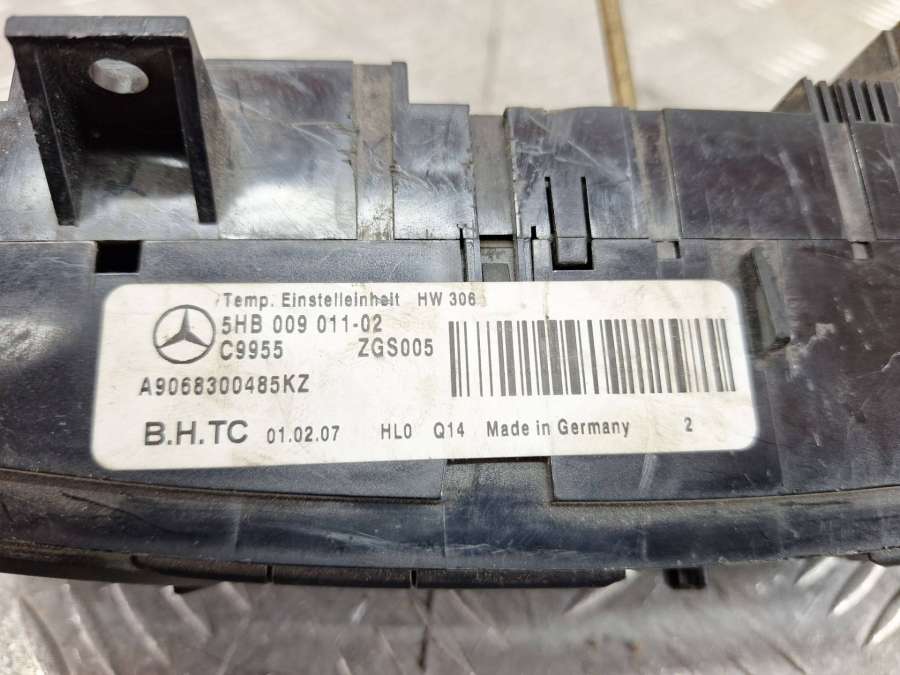 Temp. Einstelleinheit HW 306
5HB 009 011-02
C9955 ZGS005
A9068300485KZ
B.H.TC 01.02.07 HL0 Q14 Made in Germany 2